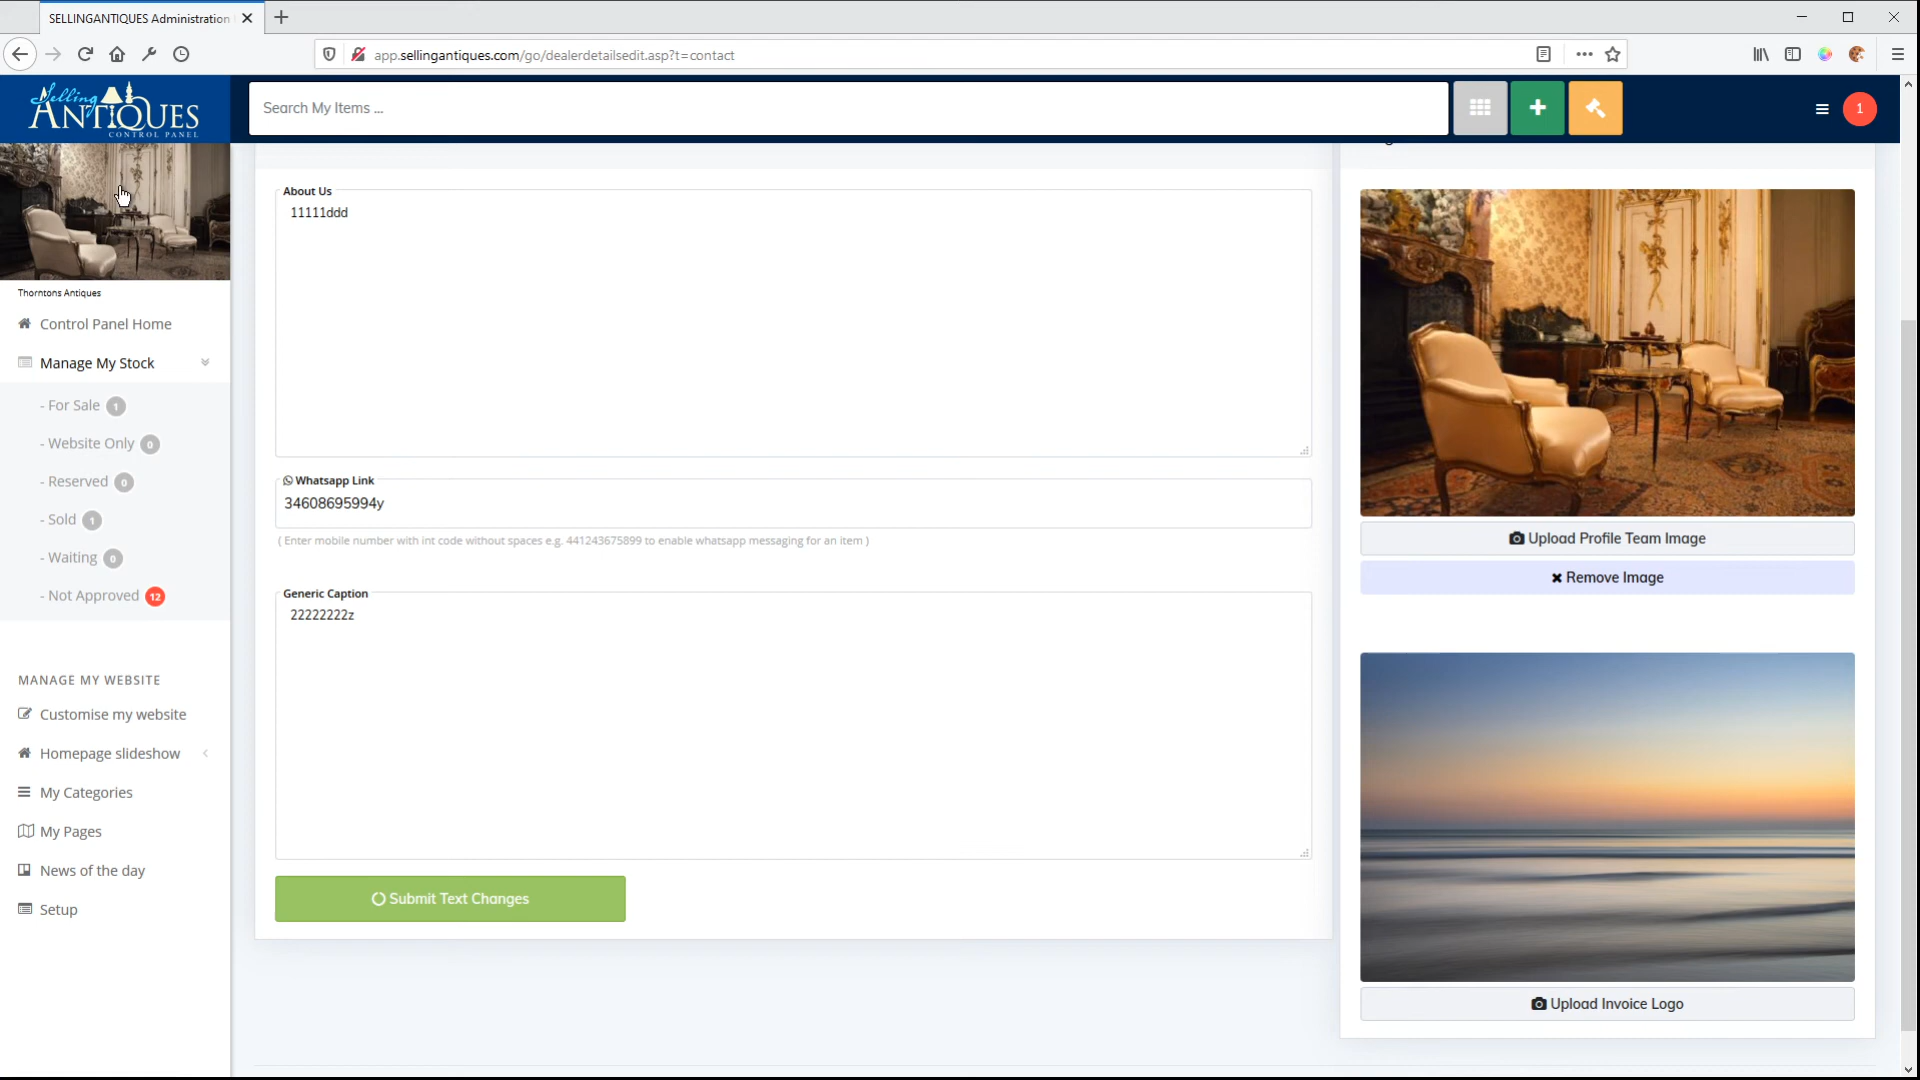 SELLINGANTIQUES Administration
app.sellingantiques.com/go/dealerdetailsedit.asp?t=contact
Selling
ANTIQUES
CONTROL PANEL
Search My Items ...
1
Thorntons Antiques
Control Panel Home
Manage My Stock
- For Sale 1
- Website Only 0
- Reserved 0
- Sold 1
- Waiting 0
- Not Approved 12
MANAGE MY WEBSITE
Customise my website
Homepage slideshow
My Categories
My Pages
News of the day
Setup
About Us
11111ddd
Whatsapp Link
34608695994y
( Enter mobile number with int code without spaces e.g. 441243675899 to enable whatsapp messaging for an item )
Generic Caption
22222222z
Submit Text Changes
Upload Profile Team Image
Remove Image
Upload Invoice Logo